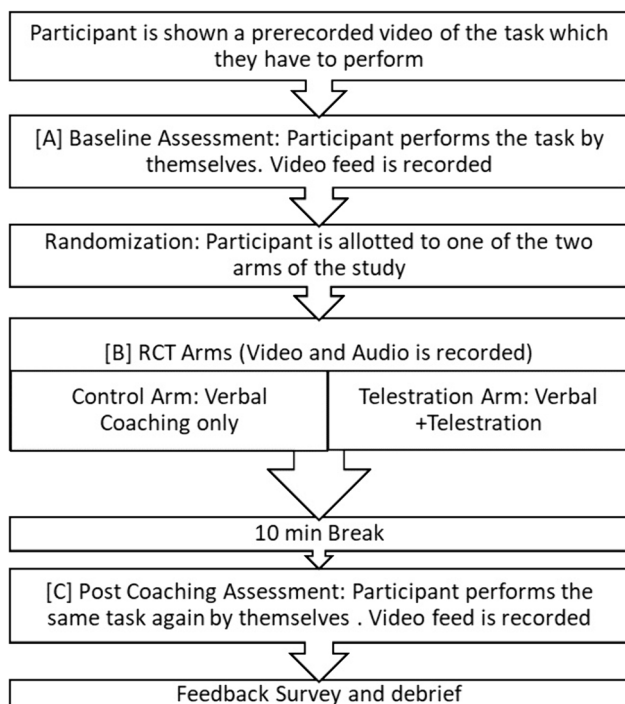 Participant is shown a prerecorded video of the task which
they have to perform
[A] Baseline Assessment: Participant performs the task by
themselves. Video feed is recorded
Randomization: Participant is allotted to one of the two
arms of the study
[B] RCT Arms (Video and Audio is recorded)
Control Arm: Verbal
Coaching only
Telestration Arm: Verbal
+Telestration
10 min Break
[C] Post Coaching Assessment: Participant performs the
same task again by themselves . Video feed is recorded
Feedback Survey and debrief